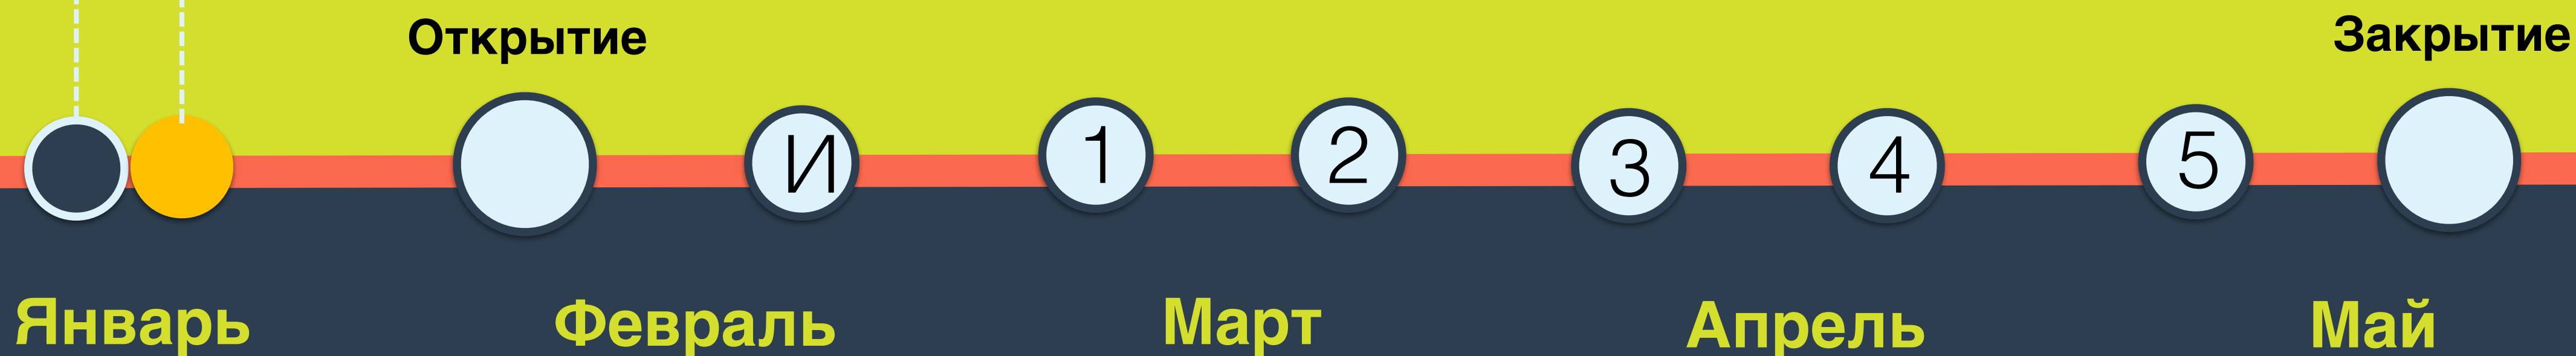 Открытие
Закрытие
И 1 2 3 4 5
Январь Февраль Март Апрель Май